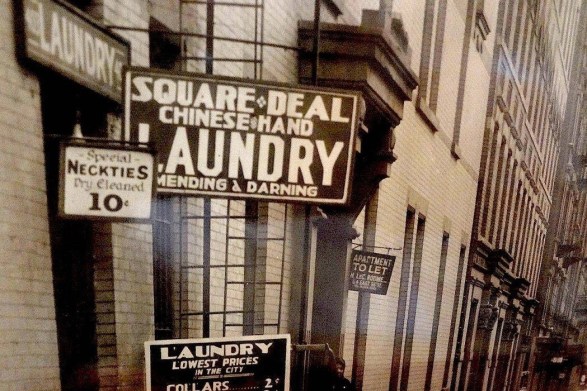 LAUNDRY
SQUARE-DEAL
CHINESE HAND
LAUNDRY
MENDING & DARNING
Special
NECKTIES
Dry Cleaned
10¢
APARTMENT
TO LET
LAUNDRY
LOWEST PRICES
IN THE CITY
COLLARS......2¢